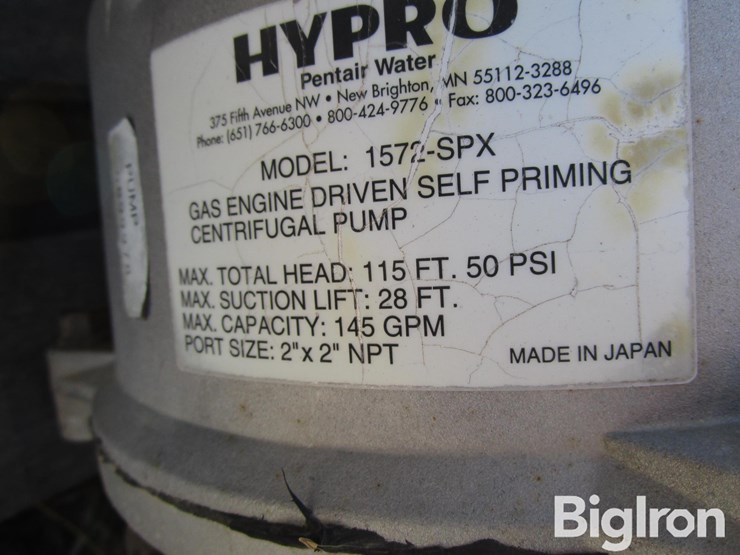 HYPRO
Pentair Water
375 Fifth Avenue NW • New Brighton, MN 55112-3288
Phone: (651) 766-6300 • 800-424-9776 • Fax: 800-323-6496
MODEL: 1572-SPX
GAS ENGINE DRIVEN SELF PRIMING
CENTRIFUGAL PUMP
MAX. TOTAL HEAD: 115 FT. 50 PSI
MAX. SUCTION LIFT: 28 FT.
MAX. CAPACITY: 145 GPM
PORT SIZE: 2" x 2" NPT
MADE IN JAPAN
PUMP
BigIron